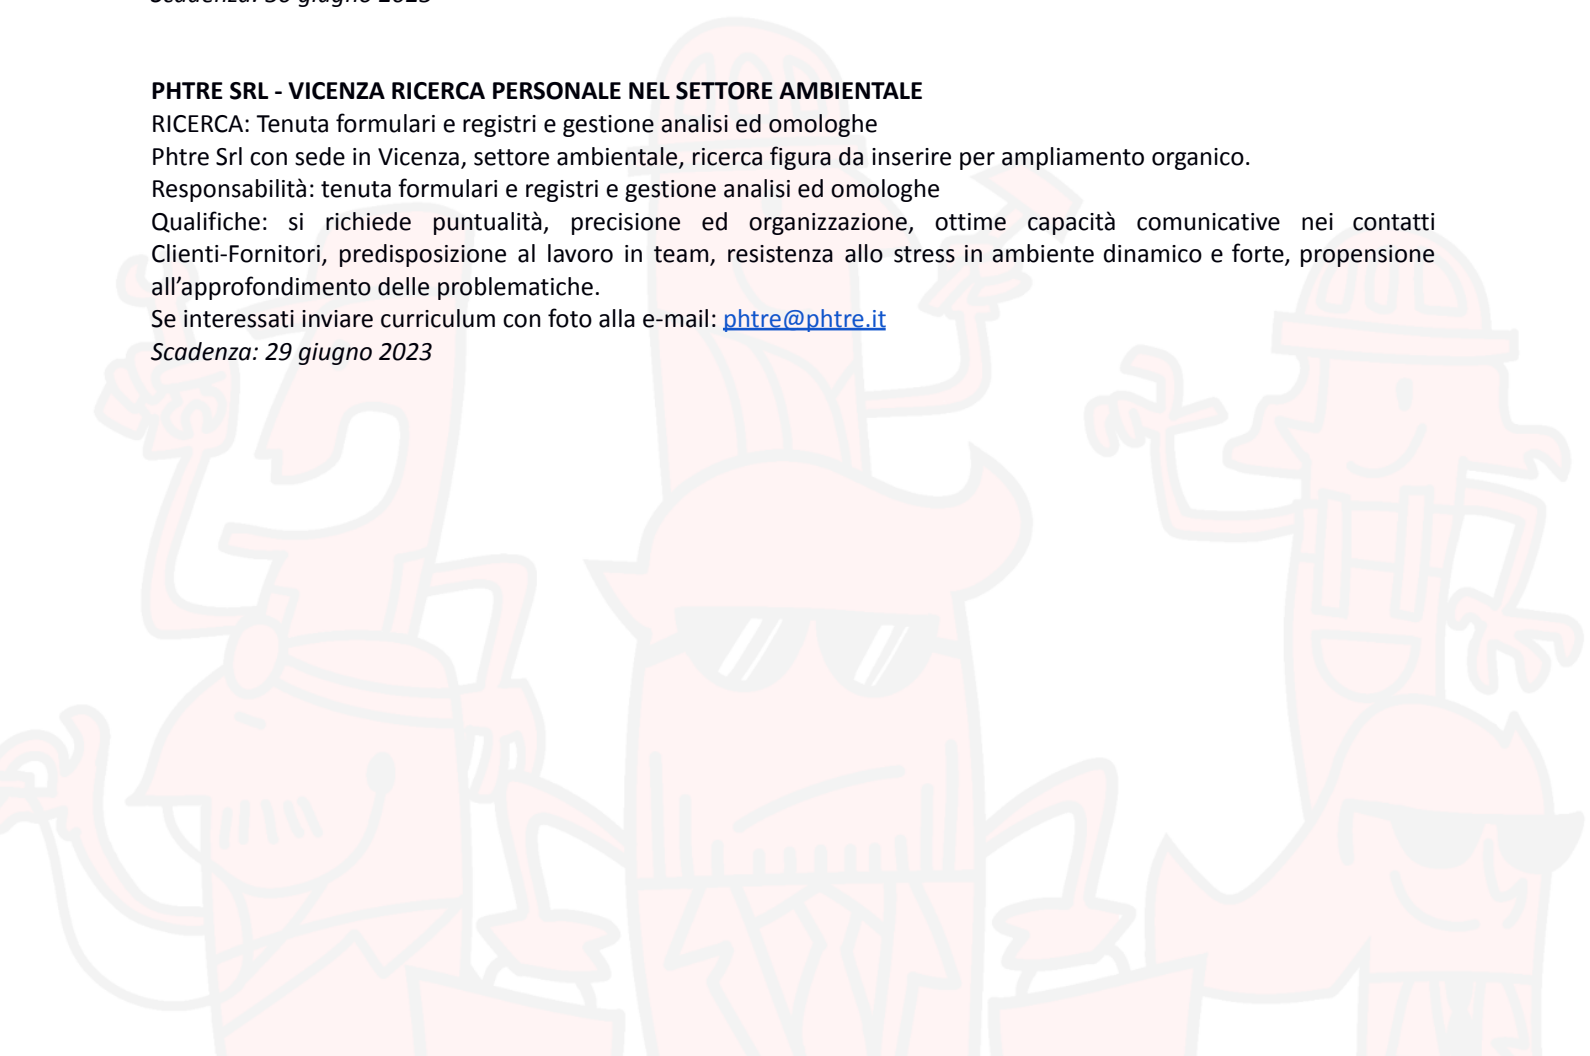 Scadenza: 30 giugno 2023
PHTRE SRL - VICENZA RICERCA PERSONALE NEL SETTORE AMBIENTALE
RICERCA: Tenuta formulari e registri e gestione analisi ed omologhe
Phtre Srl con sede in Vicenza, settore ambientale, ricerca figura da inserire per ampliamento organico.
Responsabilità: tenuta formulari e registri e gestione analisi ed omologhe
Qualifiche: si richiede puntualità, precisione ed organizzazione, ottime capacità comunicative nei contatti
Clienti-Fornitori, predisposizione al lavoro in team, resistenza allo stress in ambiente dinamico e forte, propensione
all’approfondimento delle problematiche.
Se interessati inviare curriculum con foto alla e-mail: phtre@phtre.it
Scadenza: 29 giugno 2023